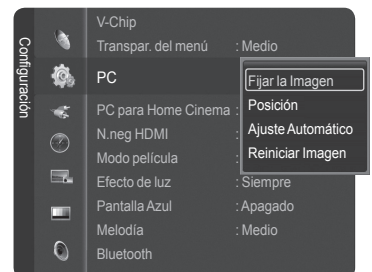 Configuración
V-Chip
Transpar. del menú : Medio
PC
PC para Home Cinema :
N.neg HDMI :
Modo película :
Efecto de luz : Siempre
Pantalla Azul : Apagado
Melodía : Medio
Bluetooth
Fijar la Imagen
Posición
Ajuste Automático
Reiniciar Imagen